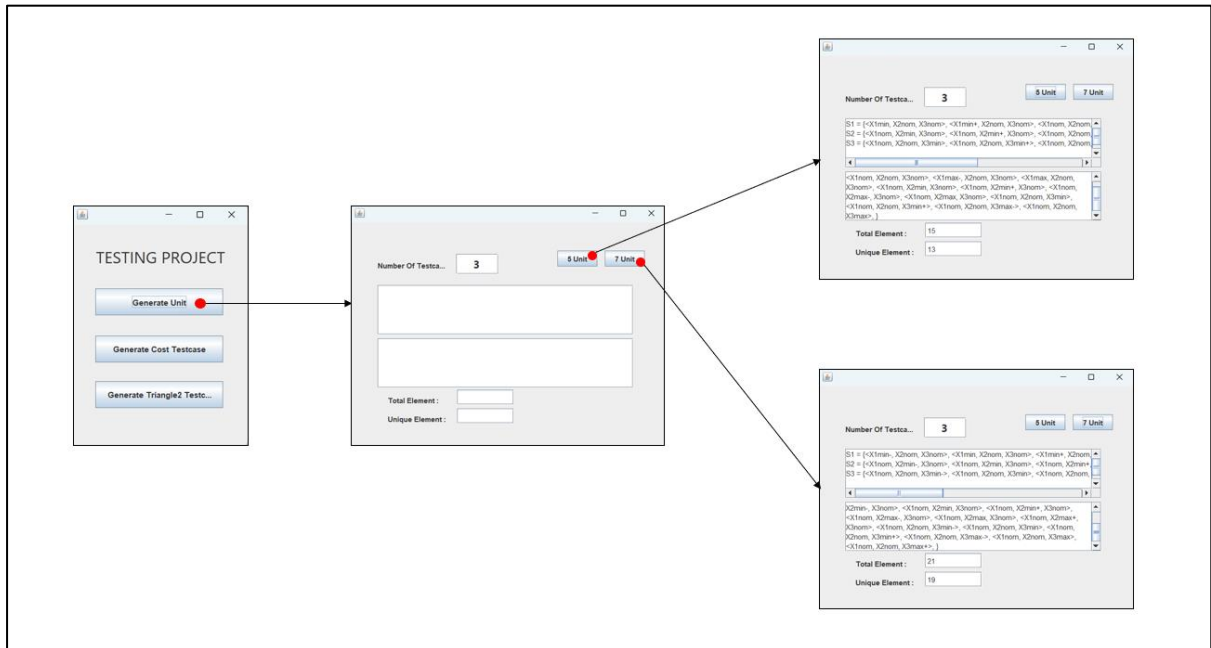 TESTING PROJECT
Generate Unit
Generate Cost Testcase
Generate Triangle2 Testc...
Number Of Testca...
3
5 Unit
7 Unit
Total Element :
Unique Element :
Number Of Testca...
3
5 Unit
7 Unit
S1 = {<X1min, X2nom, X3nom>, <X1min+, X2nom, X3nom>, <X1nom, X2nom,
S2 = {<X1nom, X2min, X3nom>, <X1nom, X2min+, X3nom>, <X1nom, X2nom,
S3 = {<X1nom, X2nom, X3min>, <X1nom, X2nom, X3min+>, <X1nom, X2nom,
<X1nom, X2nom, X3nom>, <X1max-, X2nom, X3nom>, <X1max, X2nom,
X3nom>, <X1nom, X2min, X3nom>, <X1nom, X2min+, X3nom>, <X1nom,
X2max-, X3nom>, <X1nom, X2max, X3nom>, <X1nom, X2nom, X3min>,
<X1nom, X2nom, X3min+>, <X1nom, X2nom, X3max->, <X1nom, X2nom,
X3max>, }
Total Element :
15
Unique Element :
13
Number Of Testca...
3
5 Unit
7 Unit
S1 = {<X1min-, X2nom, X3nom>, <X1min, X2nom, X3nom>, <X1min+, X2nom,
S2 = {<X1nom, X2min-, X3nom>, <X1nom, X2min, X3nom>, <X1nom, X2min+,
S3 = {<X1nom, X2nom, X3min->, <X1nom, X2nom, X3min>, <X1nom, X2nom,
X2min-, X3nom>, <X1nom, X2min, X3nom>, <X1nom, X2min+, X3nom>,
<X1nom, X2max-, X3nom>, <X1nom, X2max, X3nom>, <X1nom, X2max+,
X3nom>, <X1nom, X2nom, X3min->, <X1nom, X2nom, X3min>, <X1nom,
X2nom, X3min+>, <X1nom, X2nom, X3max->, <X1nom, X2nom, X3max>,
<X1nom, X2nom, X3max+>, }
Total Element :
21
Unique Element :
19